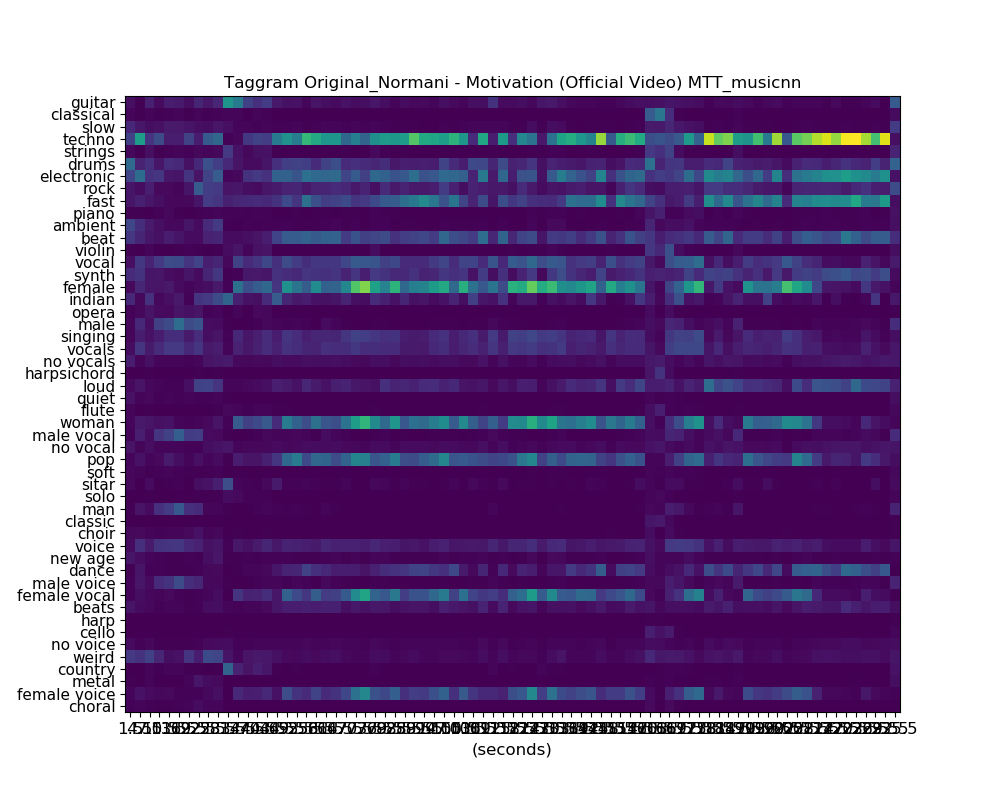 Taggram Original_Normani - Motivation (Official Video) MTT_musicnn
guitar
classical
slow
techno
strings
drums
electronic
rock
fast
piano
ambient
beat
violin
vocal
synth
female
indian
opera
male
singing
vocals
no vocals
harpsichord
loud
quiet
flute
woman
male vocal
no vocal
pop
soft
sitar
solo
man
classic
choir
voice
new age
dance
male voice
female vocal
beats
harp
cello
no voice
weird
country
metal
female voice
choral
(seconds)